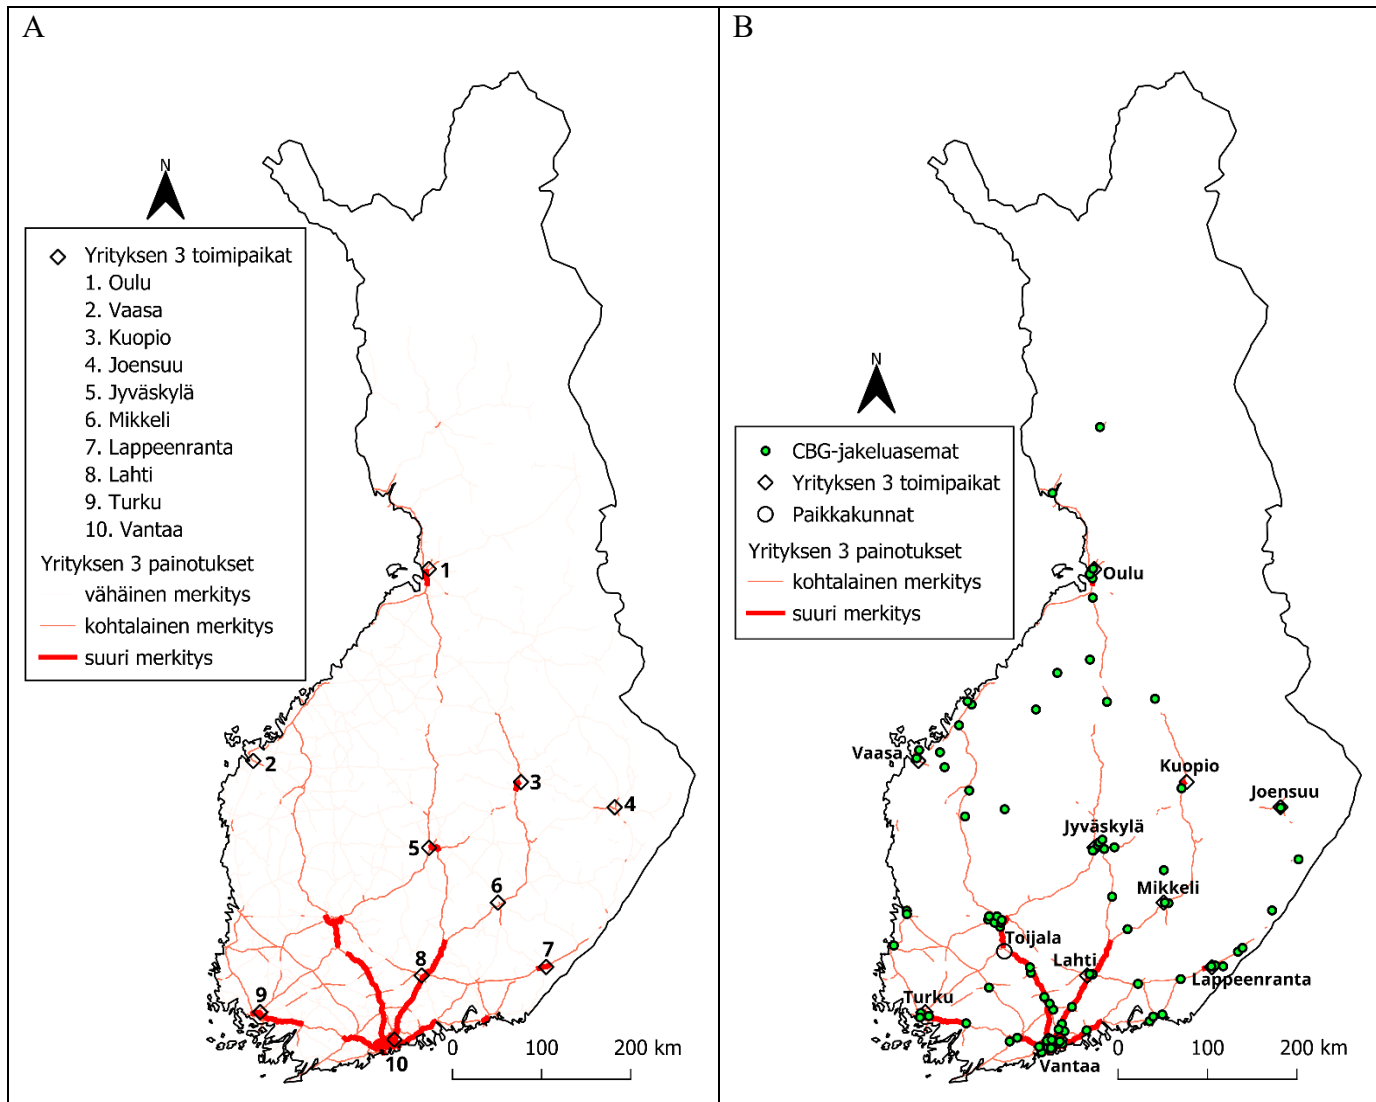 A
N
Yrityksen 3 toimipaikat
1. Oulu
2. Vaasa
3. Kuopio
4. Joensuu
5. Jyväskylä
6. Mikkeli
7. Lappeenranta
8. Lahti
9. Turku
10. Vantaa
Yrityksen 3 painotukset
vähäinen merkitys
kohtalainen merkitys
suuri merkitys
1
2
3
4
5
6
7
8
9
10
0 100 200 km
B
N
CBG-jakeluasemat
Yrityksen 3 toimipaikat
Paikkakunnat
Yrityksen 3 painotukset
kohtalainen merkitys
suuri merkitys
Oulu
Vaasa
Kuopio
Joensuu
Jyväskylä
Mikkeli
Toijala
Lahti
Lappeenranta
Turku
Vantaa
0 100 200 km